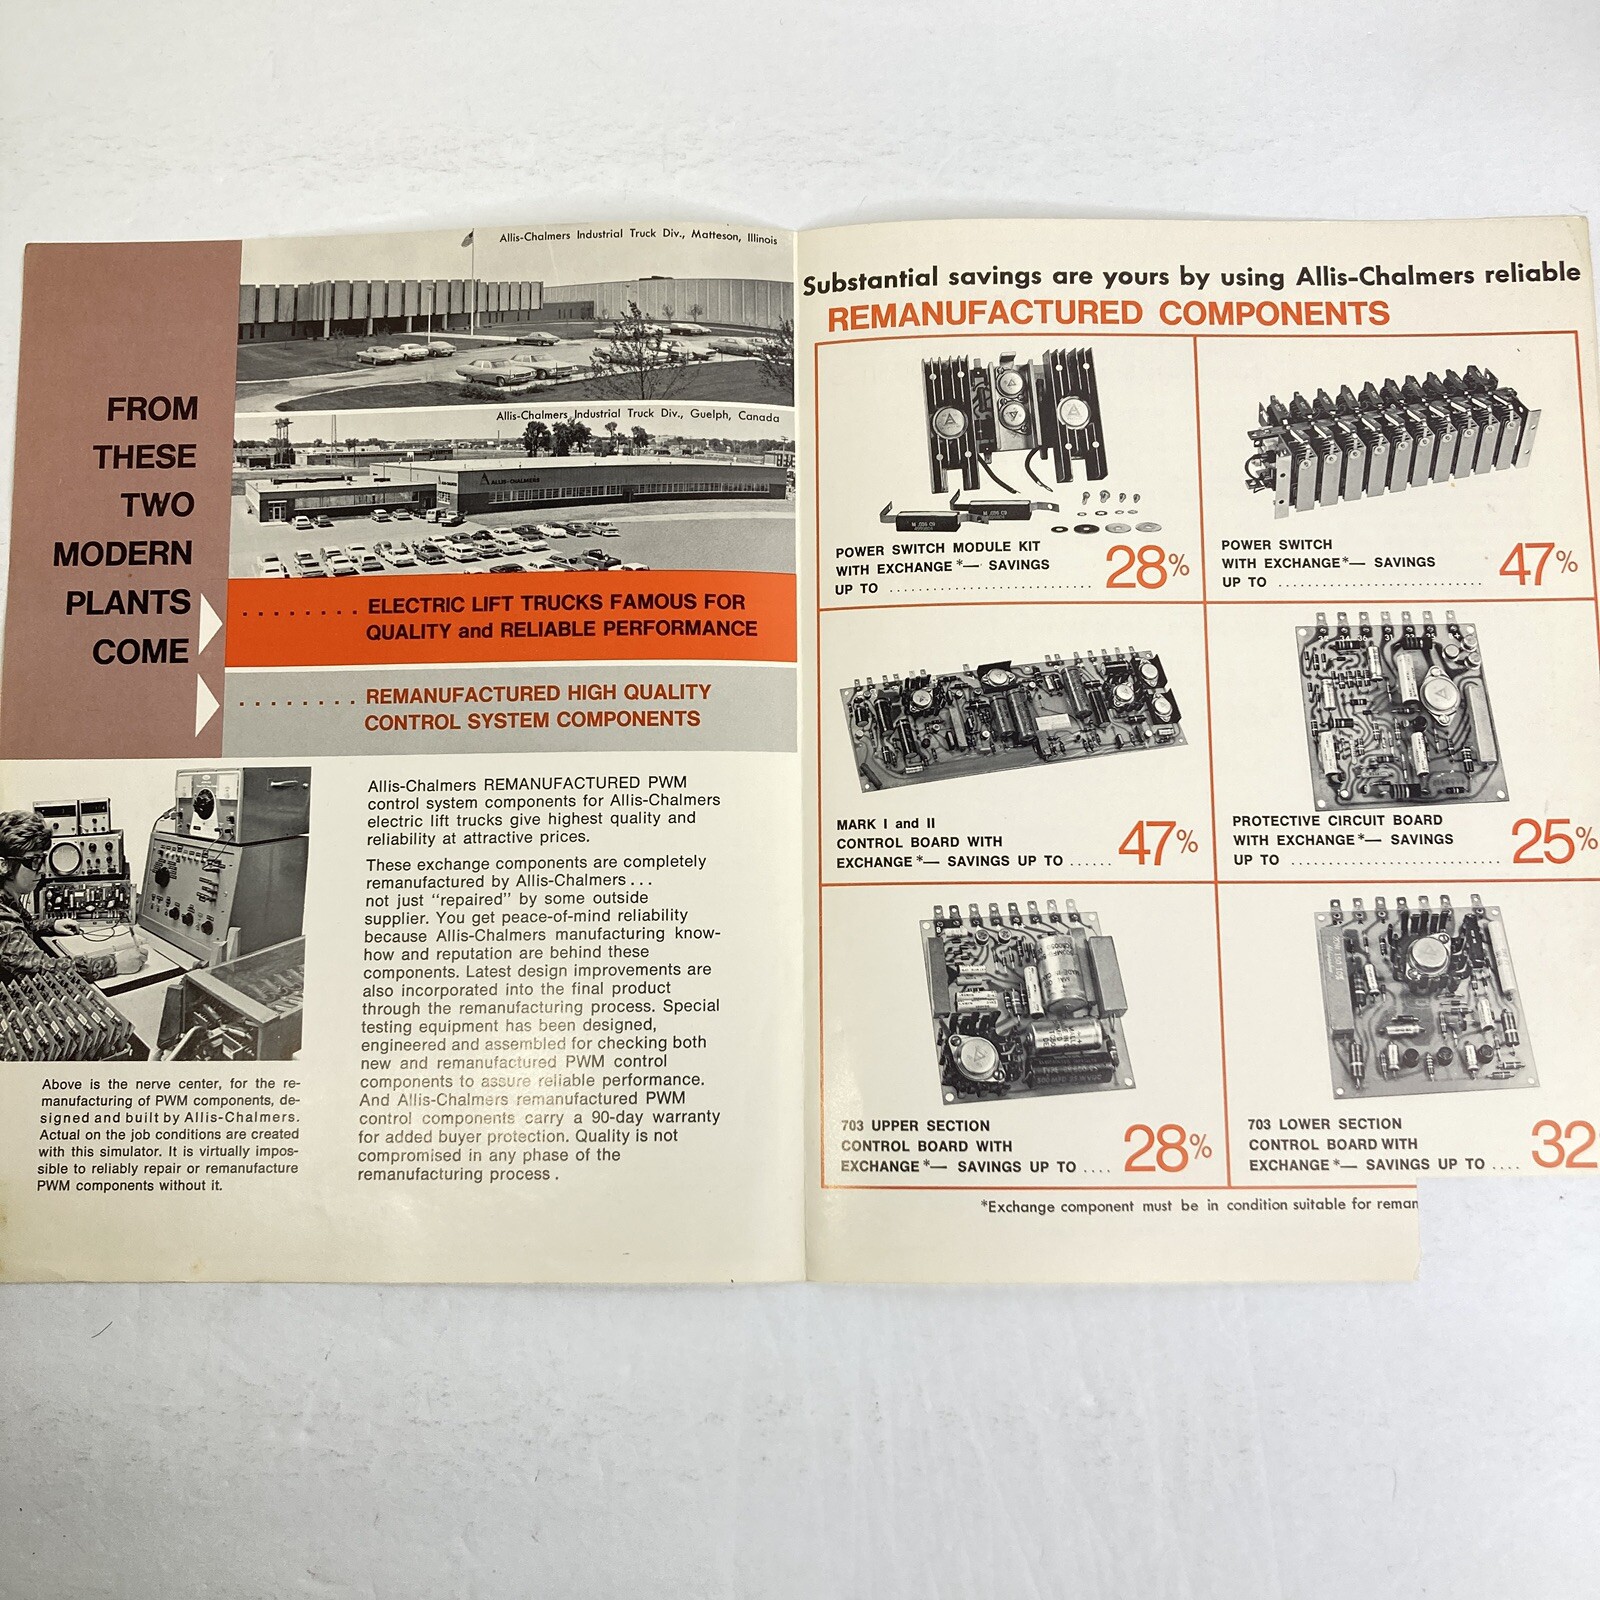 Allis-Chalmers Industrial Truck Div., Matteson, Illinois
Allis-Chalmers Industrial Truck Div., Guelph, Canada
ALLIS-CHALMERS
FROM
THESE
TWO
MODERN
PLANTS
COME
........ ELECTRIC LIFT TRUCKS FAMOUS FOR
QUALITY and RELIABLE PERFORMANCE
........ REMANUFACTURED HIGH QUALITY
CONTROL SYSTEM COMPONENTS
Above is the nerve center, for the re-
manufacturing of PWM components, de-
signed and built by Allis-Chalmers.
Actual on the job conditions are created
with this simulator. It is virtually impos-
sible to reliably repair or remanufacture
PWM components without it.
Allis-Chalmers REMANUFACTURED PWM
control system components for Allis-Chalmers
electric lift trucks give highest quality and
reliability at attractive prices.
These exchange components are completely
remanufactured by Allis-Chalmers...
not just "repaired" by some outside
supplier. You get peace-of-mind reliability
because Allis-Chalmers manufacturing know-
how and reputation are behind these
components. Latest design improvements are
also incorporated into the final product
through the remanufacturing process. Special
testing equipment has been designed,
engineered and assembled for checking both
new and remanufactured PWM control
components to assure reliable performance.
And Allis-Chalmers remanufactured PWM
control components carry a 90-day warranty
for added buyer protection. Quality is not
compromised in any phase of the
remanufacturing process.
Substantial savings are yours by using Allis-Chalmers reliable
REMANUFACTURED COMPONENTS
POWER SWITCH MODULE KIT
WITH EXCHANGE*— SAVINGS
UP TO ............................ 28%
POWER SWITCH
WITH EXCHANGE*— SAVINGS
UP TO ............................ 47%
MARK I and II
CONTROL BOARD WITH
EXCHANGE*— SAVINGS UP TO ...... 47%
PROTECTIVE CIRCUIT BOARD
WITH EXCHANGE*— SAVINGS
UP TO ............................ 25%
703 UPPER SECTION
CONTROL BOARD WITH
EXCHANGE*— SAVINGS UP TO .... 28%
703 LOWER SECTION
CONTROL BOARD WITH
EXCHANGE*— SAVINGS UP TO .... 32
*Exchange component must be in condition suitable for reman